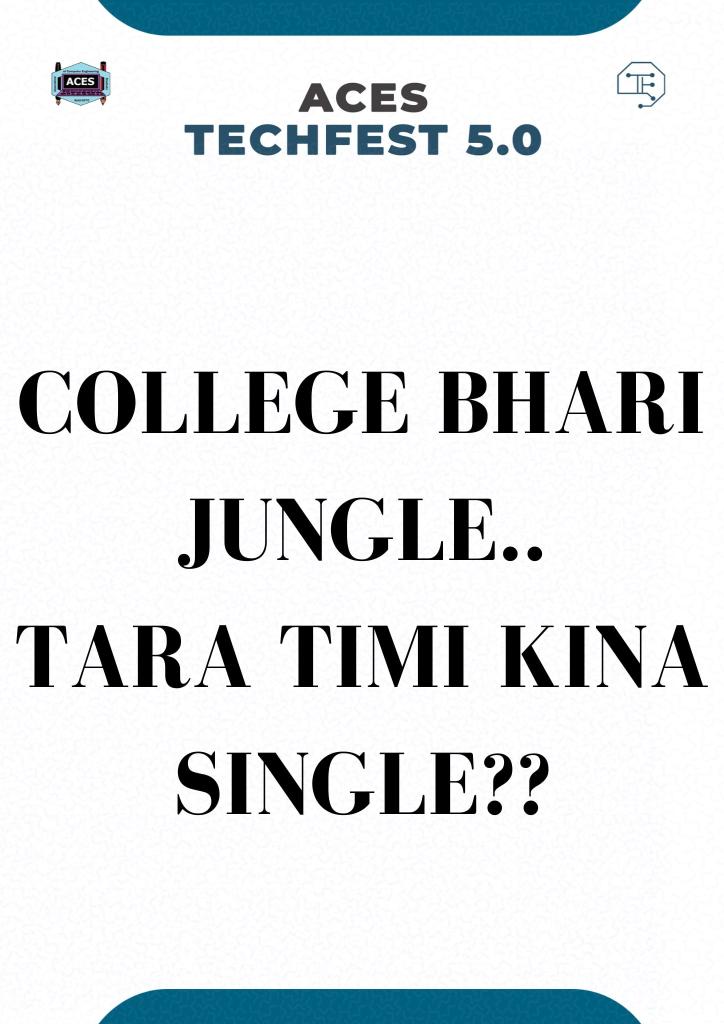 ACES
ACES
TECHFEST 5.0
COLLEGE BHARI
JUNGLE..
TARA TIMI KINA
SINGLE??